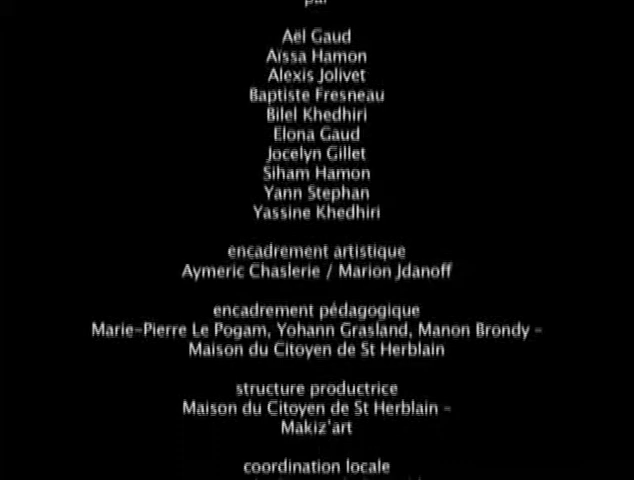 par
Aël Gaud
Aïssa Hamon
Alexis Jolivet
Baptiste Fresneau
Bilel Khedhiri
Elona Gaud
Jocelyn Gillet
Siham Hamon
Yann Stephan
Yassine Khedhiri
encadrement artistique
Aymeric Chaslerie / Marion Jdanoff
encadrement pédagogique
Marie-Pierre Le Pogam, Yohann Grasland, Manon Brondy -
Maison du Citoyen de St Herblain
structure productrice
Maison du Citoyen de St Herblain -
Makiz'art
coordination locale